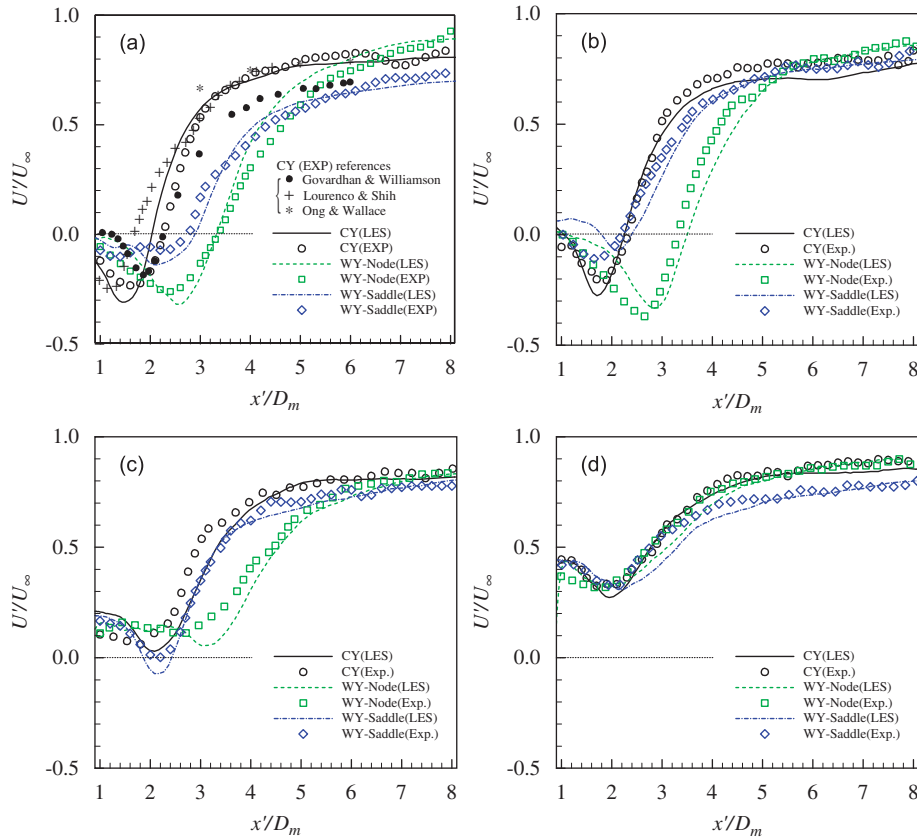 (a)
1.0
0.5
0.0
-0.5
U'/U∞
CY (EXP) references
Govardhan & Williamson
Lourenco & Shih
Ong & Wallace
CY(LES)
CY(EXP)
WY-Node(LES)
WY-Node(EXP)
WY-Saddle(LES)
WY-Saddle(EXP)
1 2 3 4 5 6 7 8
x'/Dm
(b)
1.0
0.5
0.0
-0.5
U'/U∞
CY(LES)
CY(Exp.)
WY-Node(LES)
WY-Node(Exp.)
WY-Saddle(LES)
WY-Saddle(Exp.)
1 2 3 4 5 6 7 8
x'/Dm
(c)
1.0
0.5
0.0
-0.5
U'/U∞
CY(LES)
CY(Exp.)
WY-Node(LES)
WY-Node(Exp.)
WY-Saddle(LES)
WY-Saddle(Exp.)
1 2 3 4 5 6 7 8
x'/Dm
(d)
1.0
0.5
0.0
-0.5
U'/U∞
CY(LES)
CY(Exp.)
WY-Node(LES)
WY-Node(Exp.)
WY-Saddle(LES)
WY-Saddle(Exp.)
1 2 3 4 5 6 7 8
x'/Dm